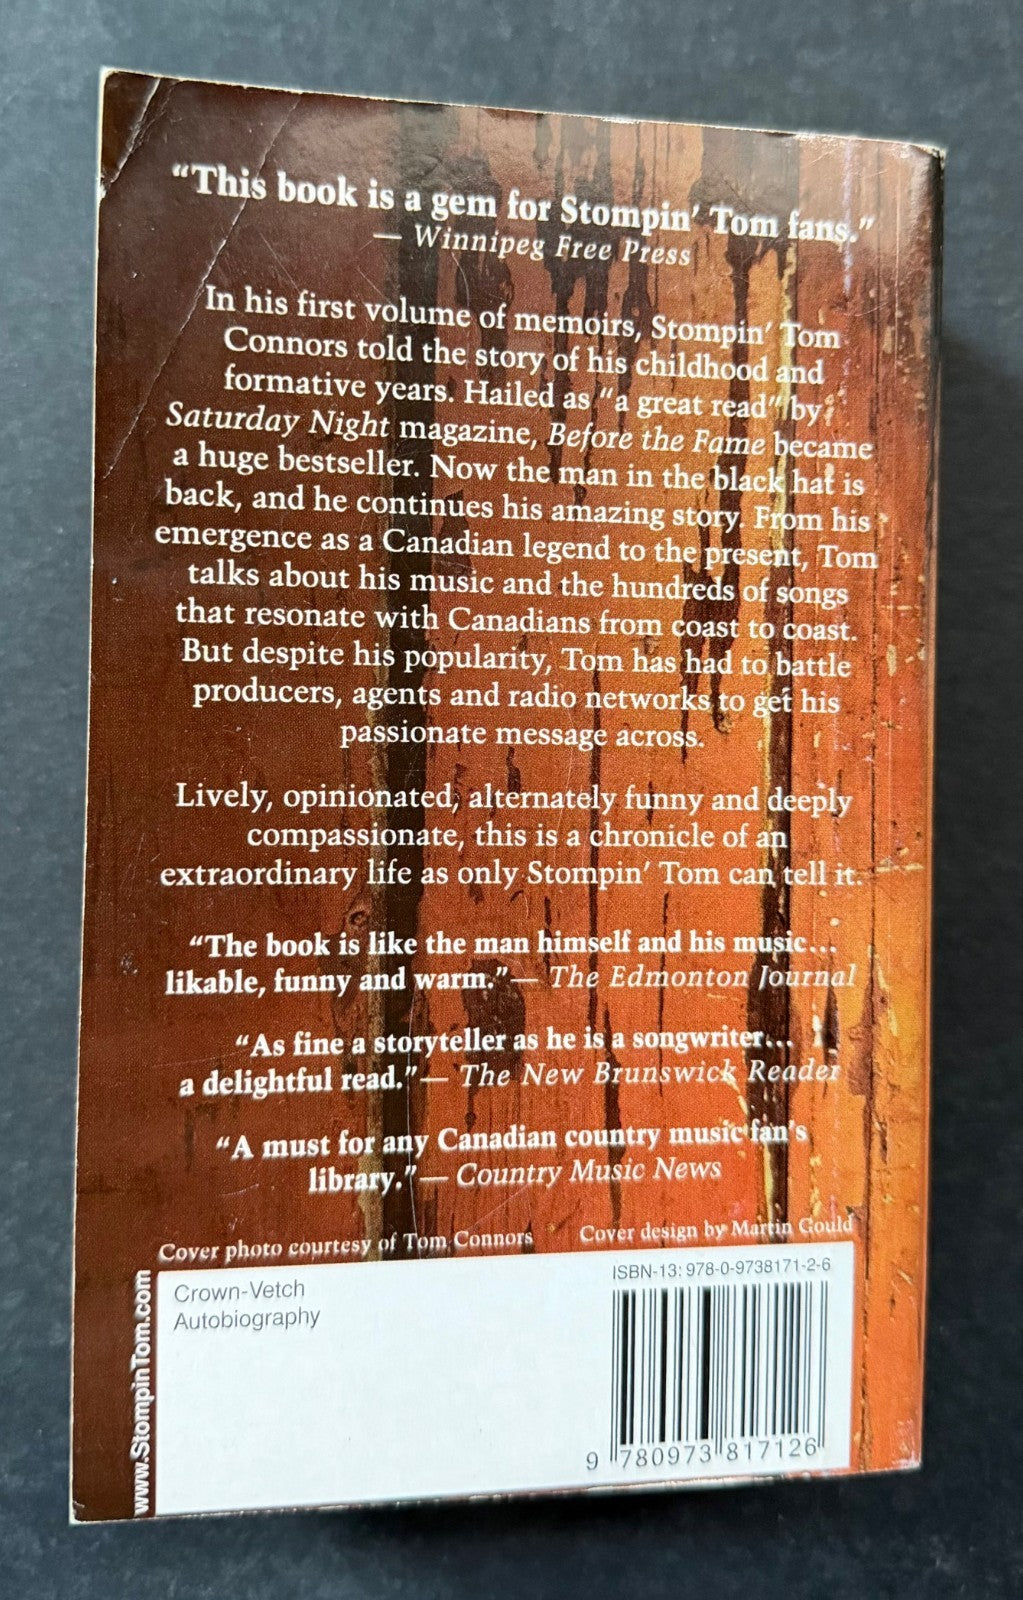 “This book is a gem for Stompin’ Tom fans.”
— Winnipeg Free Press
In his first volume of memoirs, Stompin’ Tom
Connors told the story of his childhood and
formative years. Hailed as “a great read” by
Saturday Night magazine, Before the Fame became
a huge bestseller. Now the man in the black hat is
back, and he continues his amazing story. From his
emergence as a Canadian legend to the present, Tom
talks about his music and the hundreds of songs
that resonate with Canadians from coast to coast.
But despite his popularity, Tom has had to battle
producers, agents and radio networks to get his
passionate message across.
Lively, opinionated, alternately funny and deeply
compassionate, this is a chronicle of an
extraordinary life as only Stompin’ Tom can tell it.
“The book is like the man himself and his music…
likable, funny and warm.”— The Edmonton Journal
“As fine a storyteller as he is a songwriter…
a delightful read.”— The New Brunswick Reader
“A must for any Canadian country music fan’s
library.”— Country Music News
Cover photo courtesy of Tom Connors
Cover design by Martin Gould
www.StompinTom.com
Crown-Vetch
Autobiography
ISBN-13: 978-0-9738171-2-6
9 780973 817126